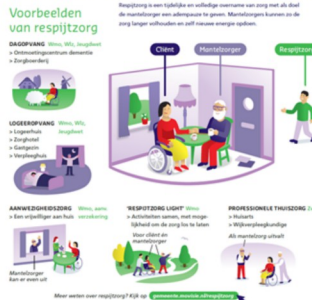 Voorbeelden
van respijtzorg
Respijtzorg is een tijdelijke en volledige overname van zorg met als doel
de mantelzorger een adempauze te geven. Mantelzorgers kunnen zo de
zorg langer volhouden en zelf nieuwe energie opdoen.
DAGOPVANG Wmo, Wlz, Jeugdwet
» Ontmoetingscentrum dementie
» Zorgboerderij
Cliënt
Mantelzorger
Respijtzor
LOGEEROPVANG Wmo, Wlz,
Jeugdwet
» Logeerhuis
» Zorghotel
» Gastgezin
» Verpleeghuis
AANWEZIGHEIDSZORG Wmo, aanv.
verzekering
» Een vrijwilliger aan huis
Mantelzorger
kan er even uit
'RESPIJTZORG LIGHT' Wmo
» Activiteiten samen, met moge-
lijkheid om de zorg los te laten
Voor cliënt én
mantelzorger
PROFESSIONELE THUISZORG
» Huisarts
» Wijkverpleegkundige
Als mantelzorg uitvalt
Meer weten over respijtzorg? Kijk op